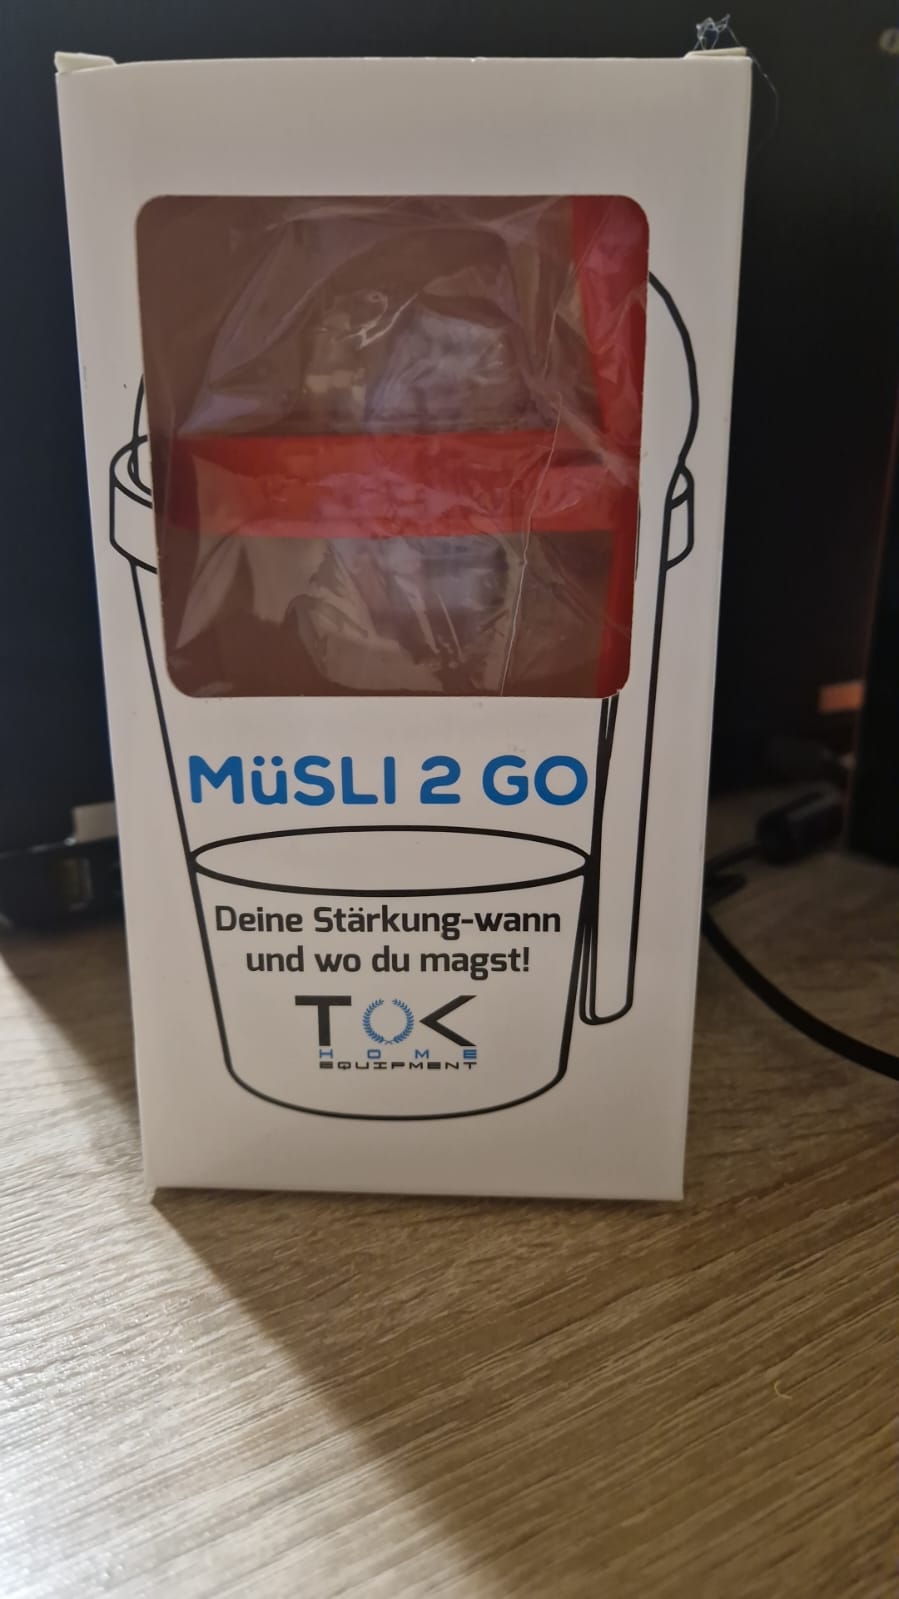 MüSLI 2 GO
Deine Stärkung-wann
und wo du magst!
TOK
HOME
EQUIPMENT